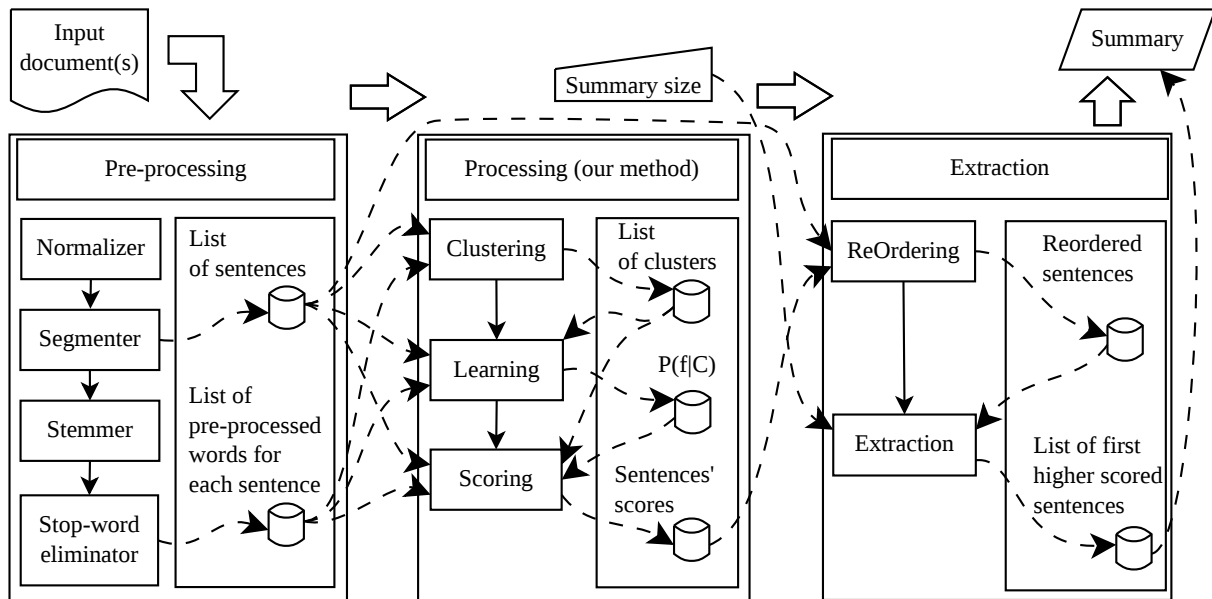 Input
document(s)
Summary size
Summary
Pre-processing
Normalizer
Segmenter
Stemmer
Stop-word
eliminator
List
of sentences
List of
pre-processed
words for
each sentence
Processing (our method)
Clustering
Learning
Scoring
List
of clusters
P(f|C)
Sentences'
scores
Extraction
ReOrdering
Extraction
Reordered
sentences
List of first
higher scored
sentences